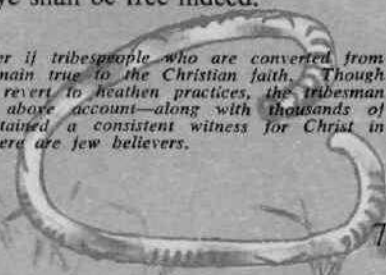 ye shall be free indeed.
er if tribespeople who are converted from
main true to the Christian faith. Though
revert to heathen practices, the tribesman
above account—along with thousands of
tained a consistent witness for Christ in
ere are few believers.
7